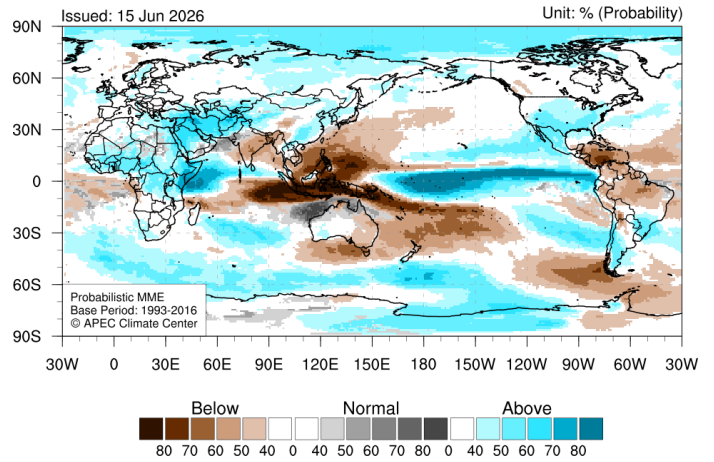 Issued: 15 Jun 2026 Unit: % (Probability)
90N
60N
30N
0
30S
60S
90S
Probabilistic MME
Base Period: 1993-2016
© APEC Climate Center
30W 0 30E 60E 90E 120E 150E 180 150W 120W 90W 60W 30W
Below Normal Above
80 70 60 50 40 0 0 40 50 60 70 80 0 40 50 60 70 80